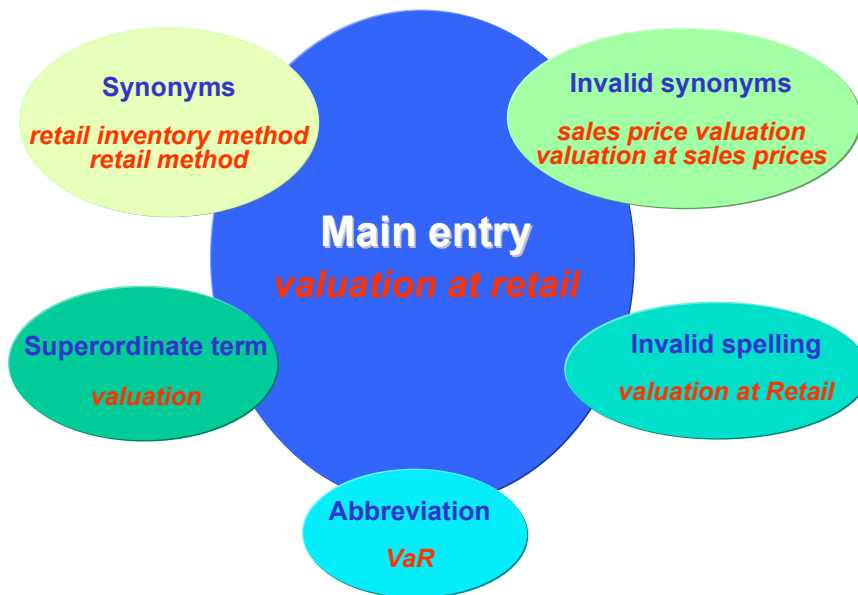 Synonyms
retail inventory method
retail method
Invalid synonyms
sales price valuation
valuation at sales prices
Main entry
valuation at retail
Superordinate term
valuation
Invalid spelling
valuation at Retail
Abbreviation
VaR